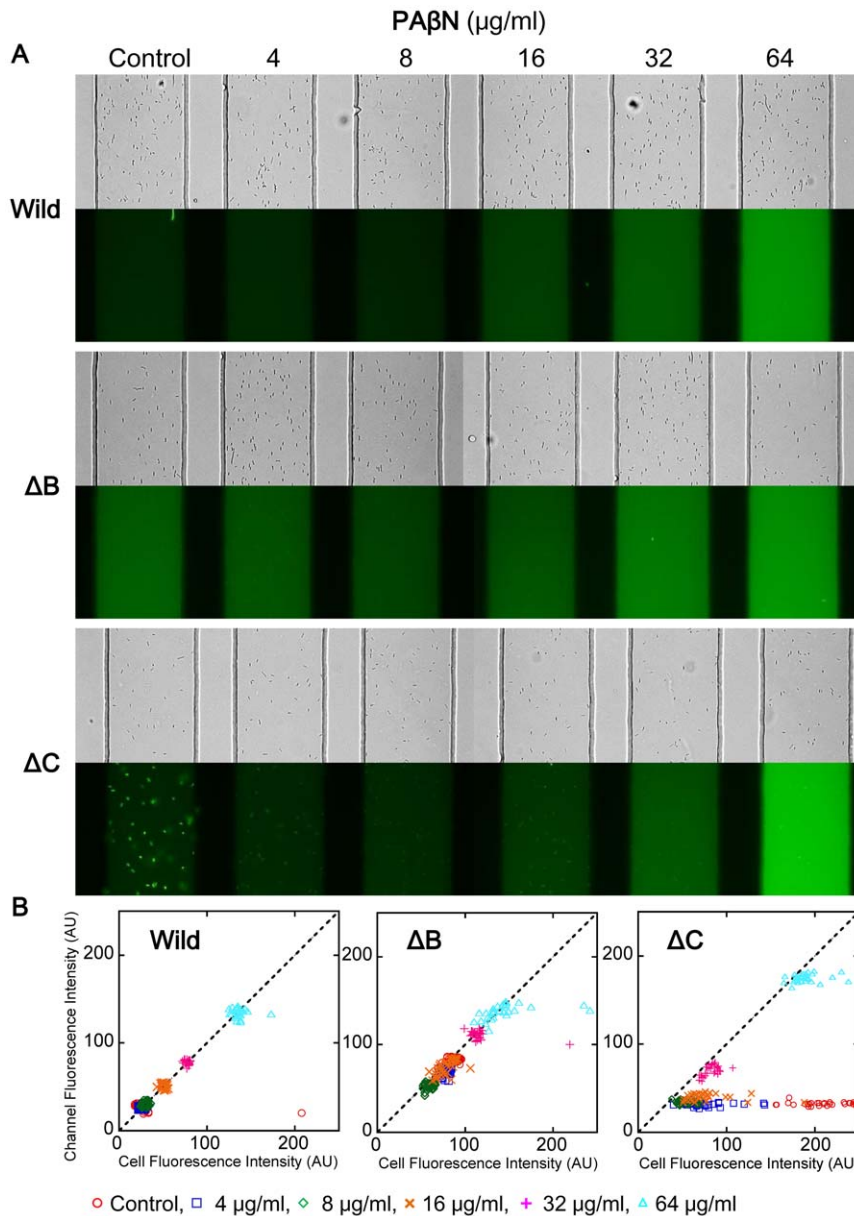 PAβN (µg/ml)
A Control 4 8 16 32 64
Wild
ΔB
ΔC
B
Wild ΔB ΔC
Channel Fluorescence Intensity (AU)
200 200 200
100 100 100
0 0 0
0 100 200 0 100 200 0 100 200
Cell Fluorescence Intensity (AU) Cell Fluorescence Intensity (AU) Cell Fluorescence Intensity (AU)
Control, 4 µg/ml, 8 µg/ml, 16 µg/ml, 32 µg/ml, 64 µg/ml